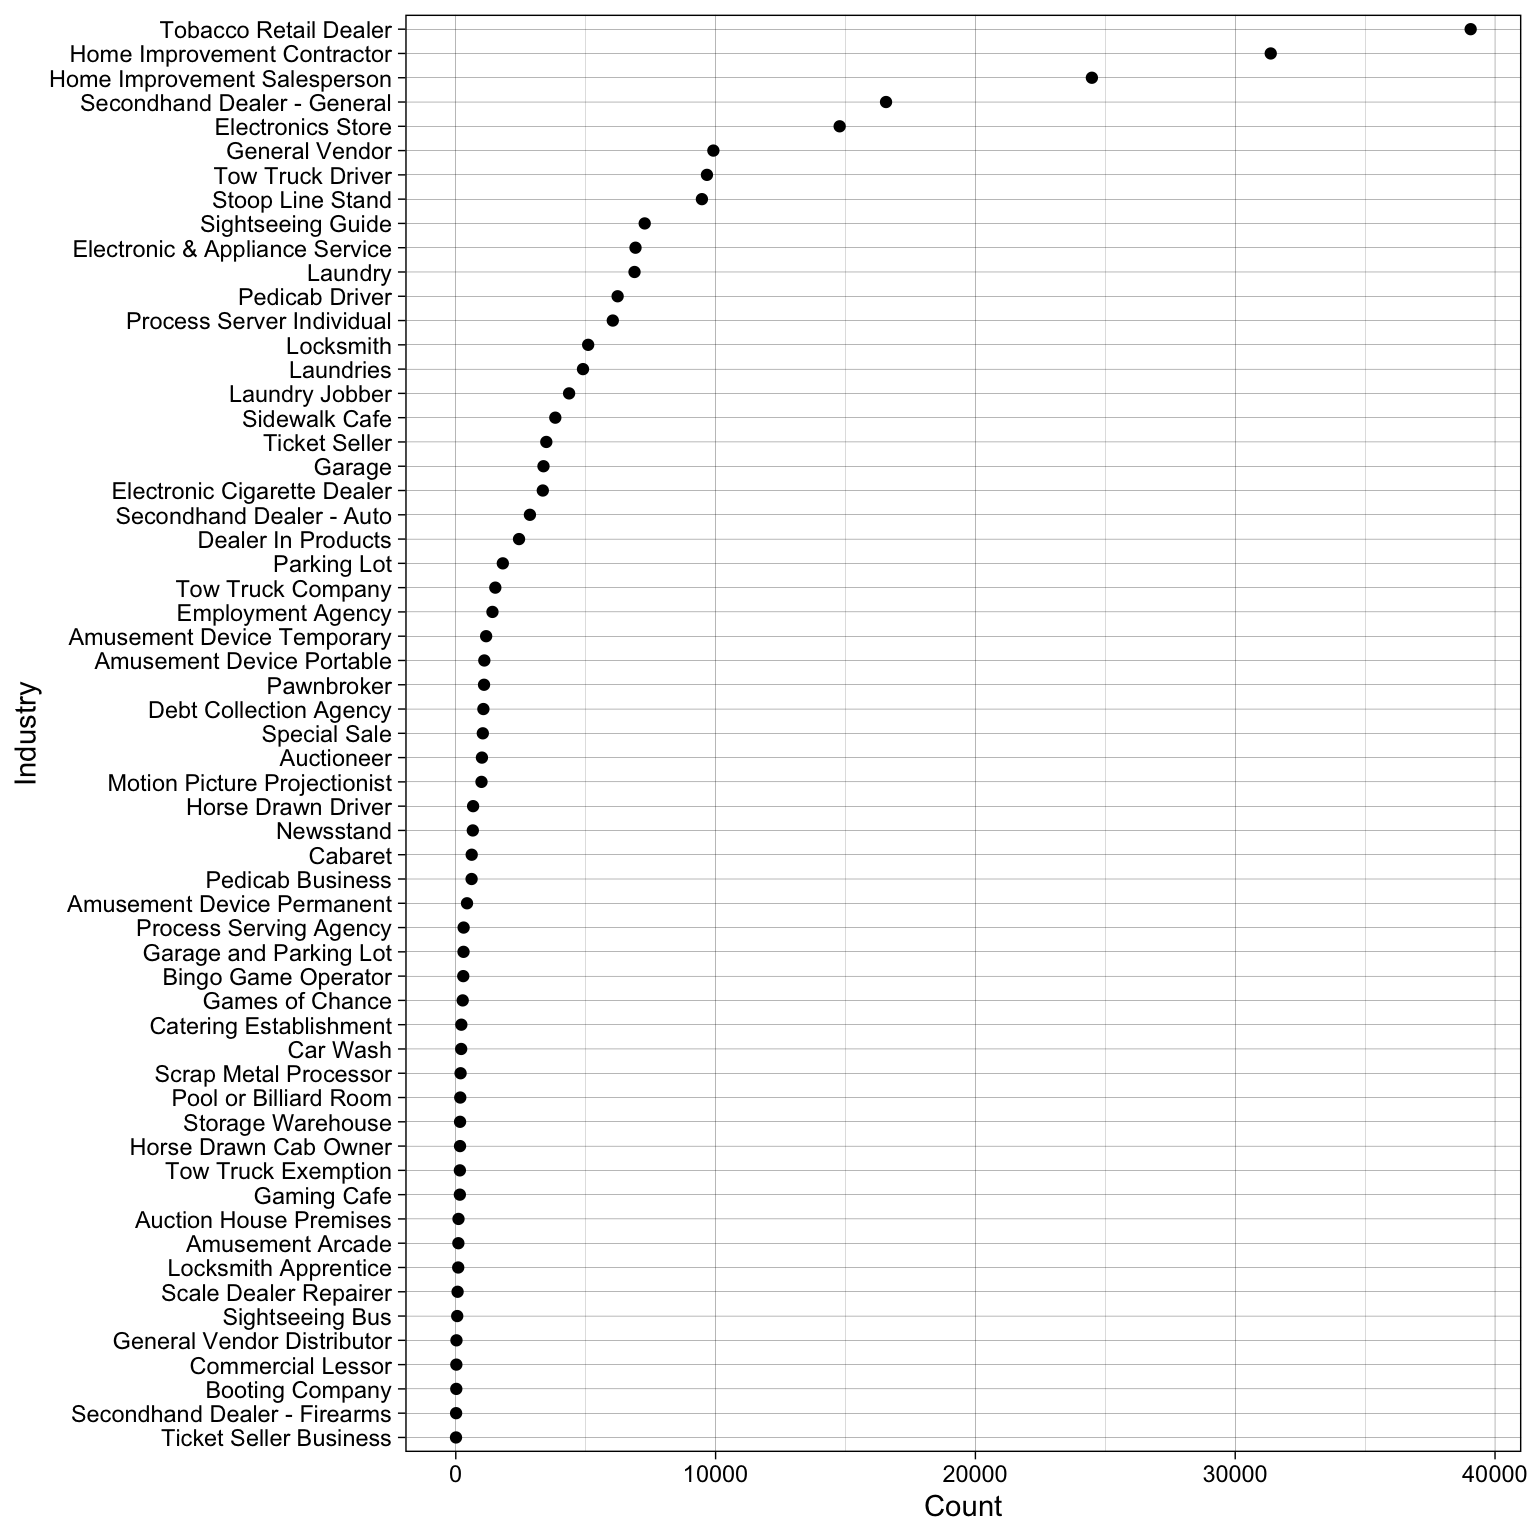 Tobacco Retail Dealer
Home Improvement Contractor
Home Improvement Salesperson
Secondhand Dealer - General
Electronics Store
General Vendor
Tow Truck Driver
Stoop Line Stand
Sightseeing Guide
Electronic & Appliance Service
Laundry
Pedicab Driver
Process Server Individual
Locksmith
Laundries
Laundry Jobber
Sidewalk Cafe
Ticket Seller
Garage
Electronic Cigarette Dealer
Secondhand Dealer - Auto
Dealer In Products
Parking Lot
Tow Truck Company
Employment Agency
Amusement Device Temporary
Amusement Device Portable
Pawnbroker
Debt Collection Agency
Special Sale
Auctioneer
Motion Picture Projectionist
Horse Drawn Driver
Newsstand
Cabaret
Pedicab Business
Amusement Device Permanent
Process Serving Agency
Garage and Parking Lot
Bingo Game Operator
Games of Chance
Catering Establishment
Car Wash
Scrap Metal Processor
Pool or Billiard Room
Storage Warehouse
Horse Drawn Cab Owner
Tow Truck Exemption
Gaming Cafe
Auction House Premises
Amusement Arcade
Locksmith Apprentice
Scale Dealer Repairer
Sightseeing Bus
General Vendor Distributor
Commercial Lessor
Booting Company
Secondhand Dealer - Firearms
Ticket Seller Business
Industry
0 10000 20000 30000 40000
Count